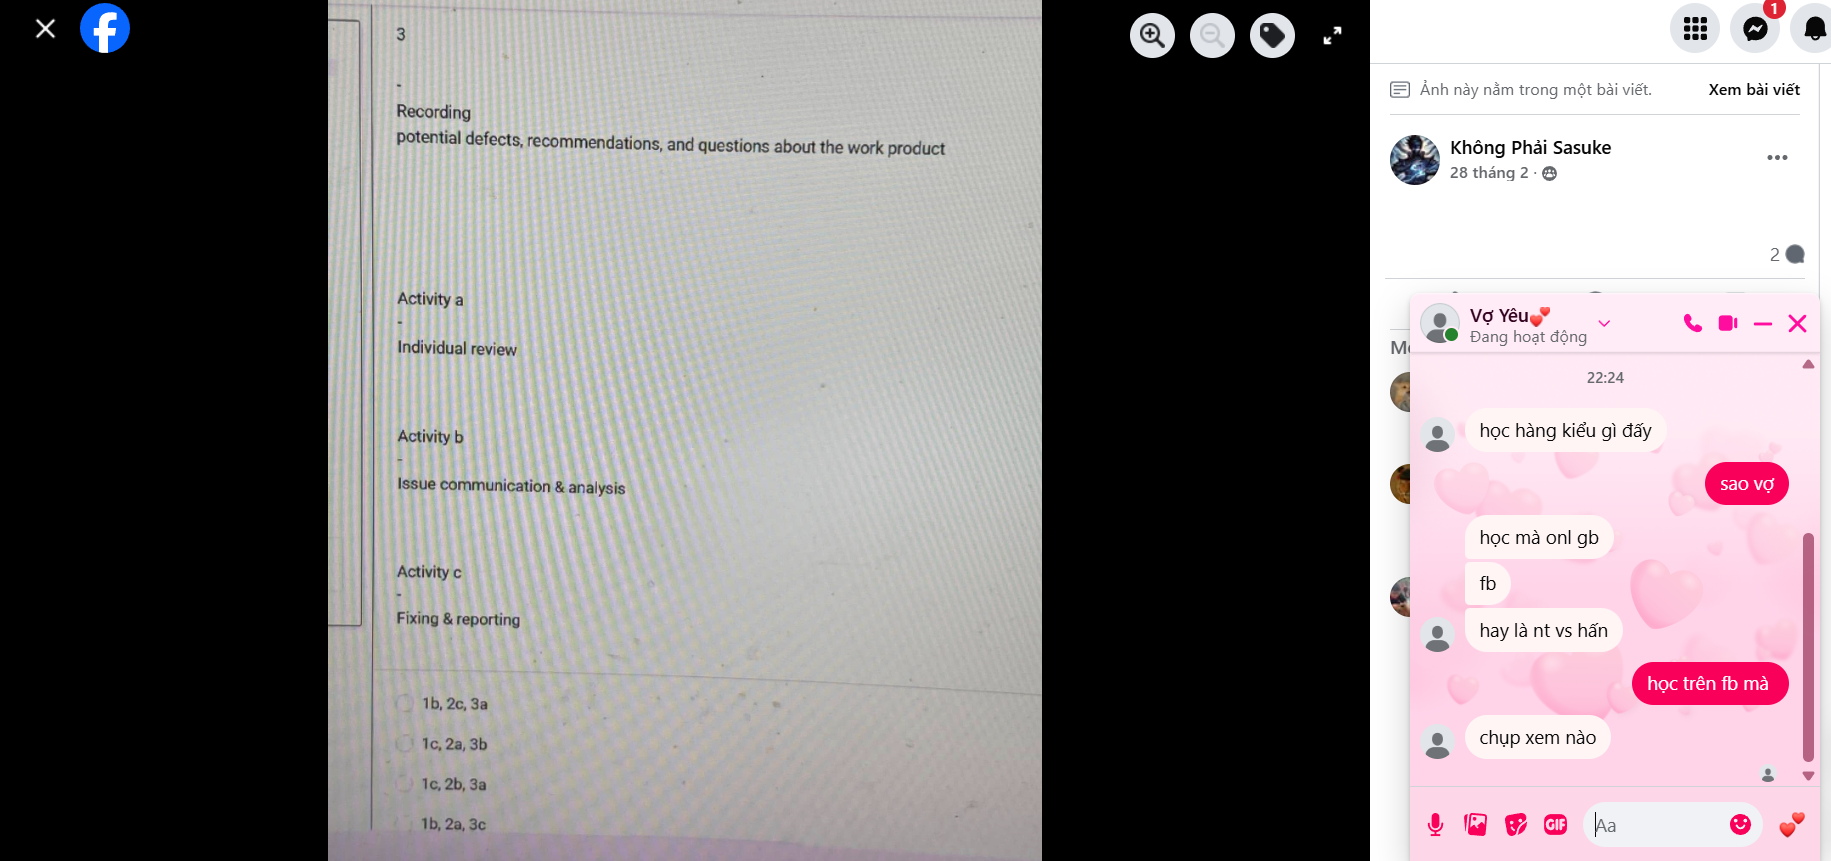 3
-
Recording
potential defects, recommendations, and questions about the work product
Activity a
-
Individual review
Activity b
-
Issue communication & analysis
Activity c
-
Fixing & reporting
1b, 2c, 3a
1c, 2a, 3b
1c, 2b, 3a
1b, 2a, 3c
1
Ảnh này nằm trong một bài viết.
Xem bài viết
Không Phải Sasuke
28 tháng 2 ·
2
Vợ Yêu💕
Đang hoạt động
22:24
học hàng kiểu gì đấy
sao vợ
học mà onl gb
fb
hay là nt vs hấn
học trên fb mà
chụp xem nào
GIF
Aa